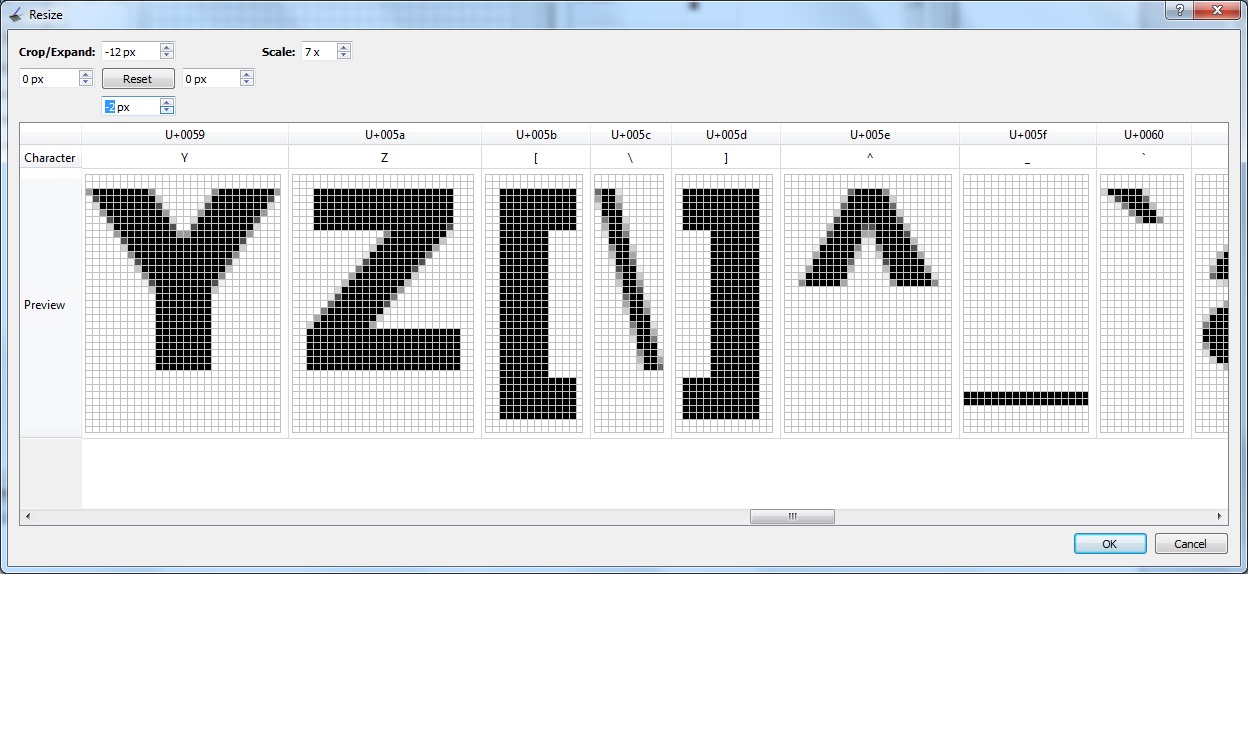 Resize
Crop/Expand: -12 px Scale: 7 x
0 px Reset 0 px
-2 px
U+0059 U+005a U+005b U+005c U+005d U+005e U+005f U+0060
Character Y Z [ \ ] ^ _ `
Preview Y Z [ \ ] ^ _ `
OK Cancel